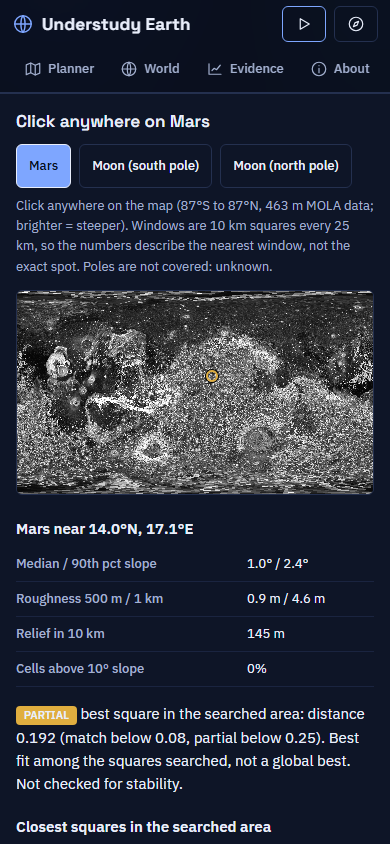 Understudy Earth
Planner
World
Evidence
About
Click anywhere on Mars
Mars
Moon (south pole)
Moon (north pole)
Click anywhere on the map (87°S to 87°N, 463 m MOLA data;
brighter = steeper). Windows are 10 km squares every 25
km, so the numbers describe the nearest window, not the
exact spot. Poles are not covered: unknown.
Mars near 14.0°N, 17.1°E
Median / 90th pct slope 1.0° / 2.4°
Roughness 500 m / 1 km 0.9 m / 4.6 m
Relief in 10 km 145 m
Cells above 10° slope 0%
PARTIAL best square in the searched area: distance
0.192 (match below 0.08, partial below 0.25). Best
fit among the squares searched, not a global best.
Not checked for stability.
Closest squares in the searched area